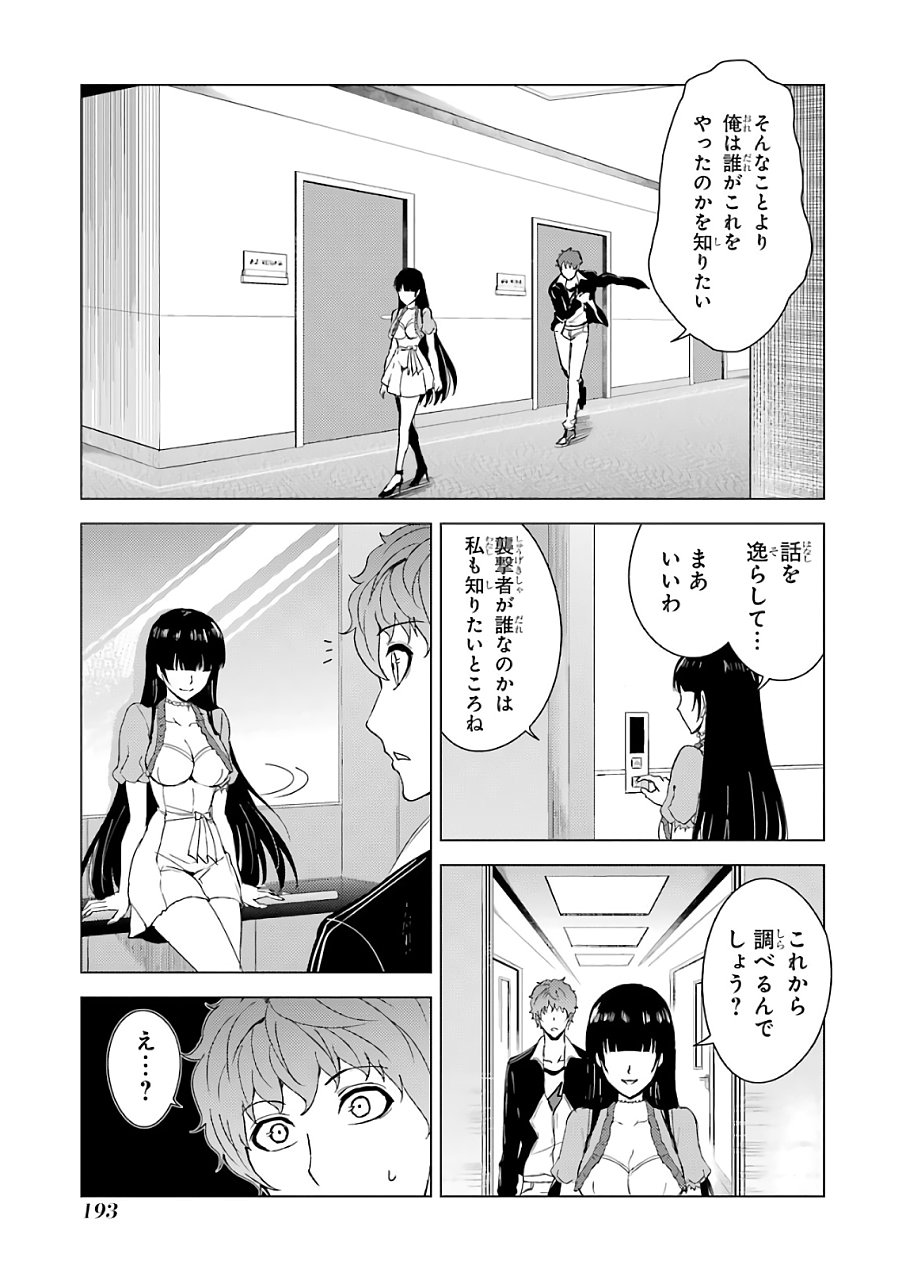 そんなことより
俺は誰がこれを
やったのかを知りたい
話を
逸らして…
まあ
いいわ
襲撃者が誰なのかは
私も知りたいところね
これから
調べるんで
しょう？
え…？
193